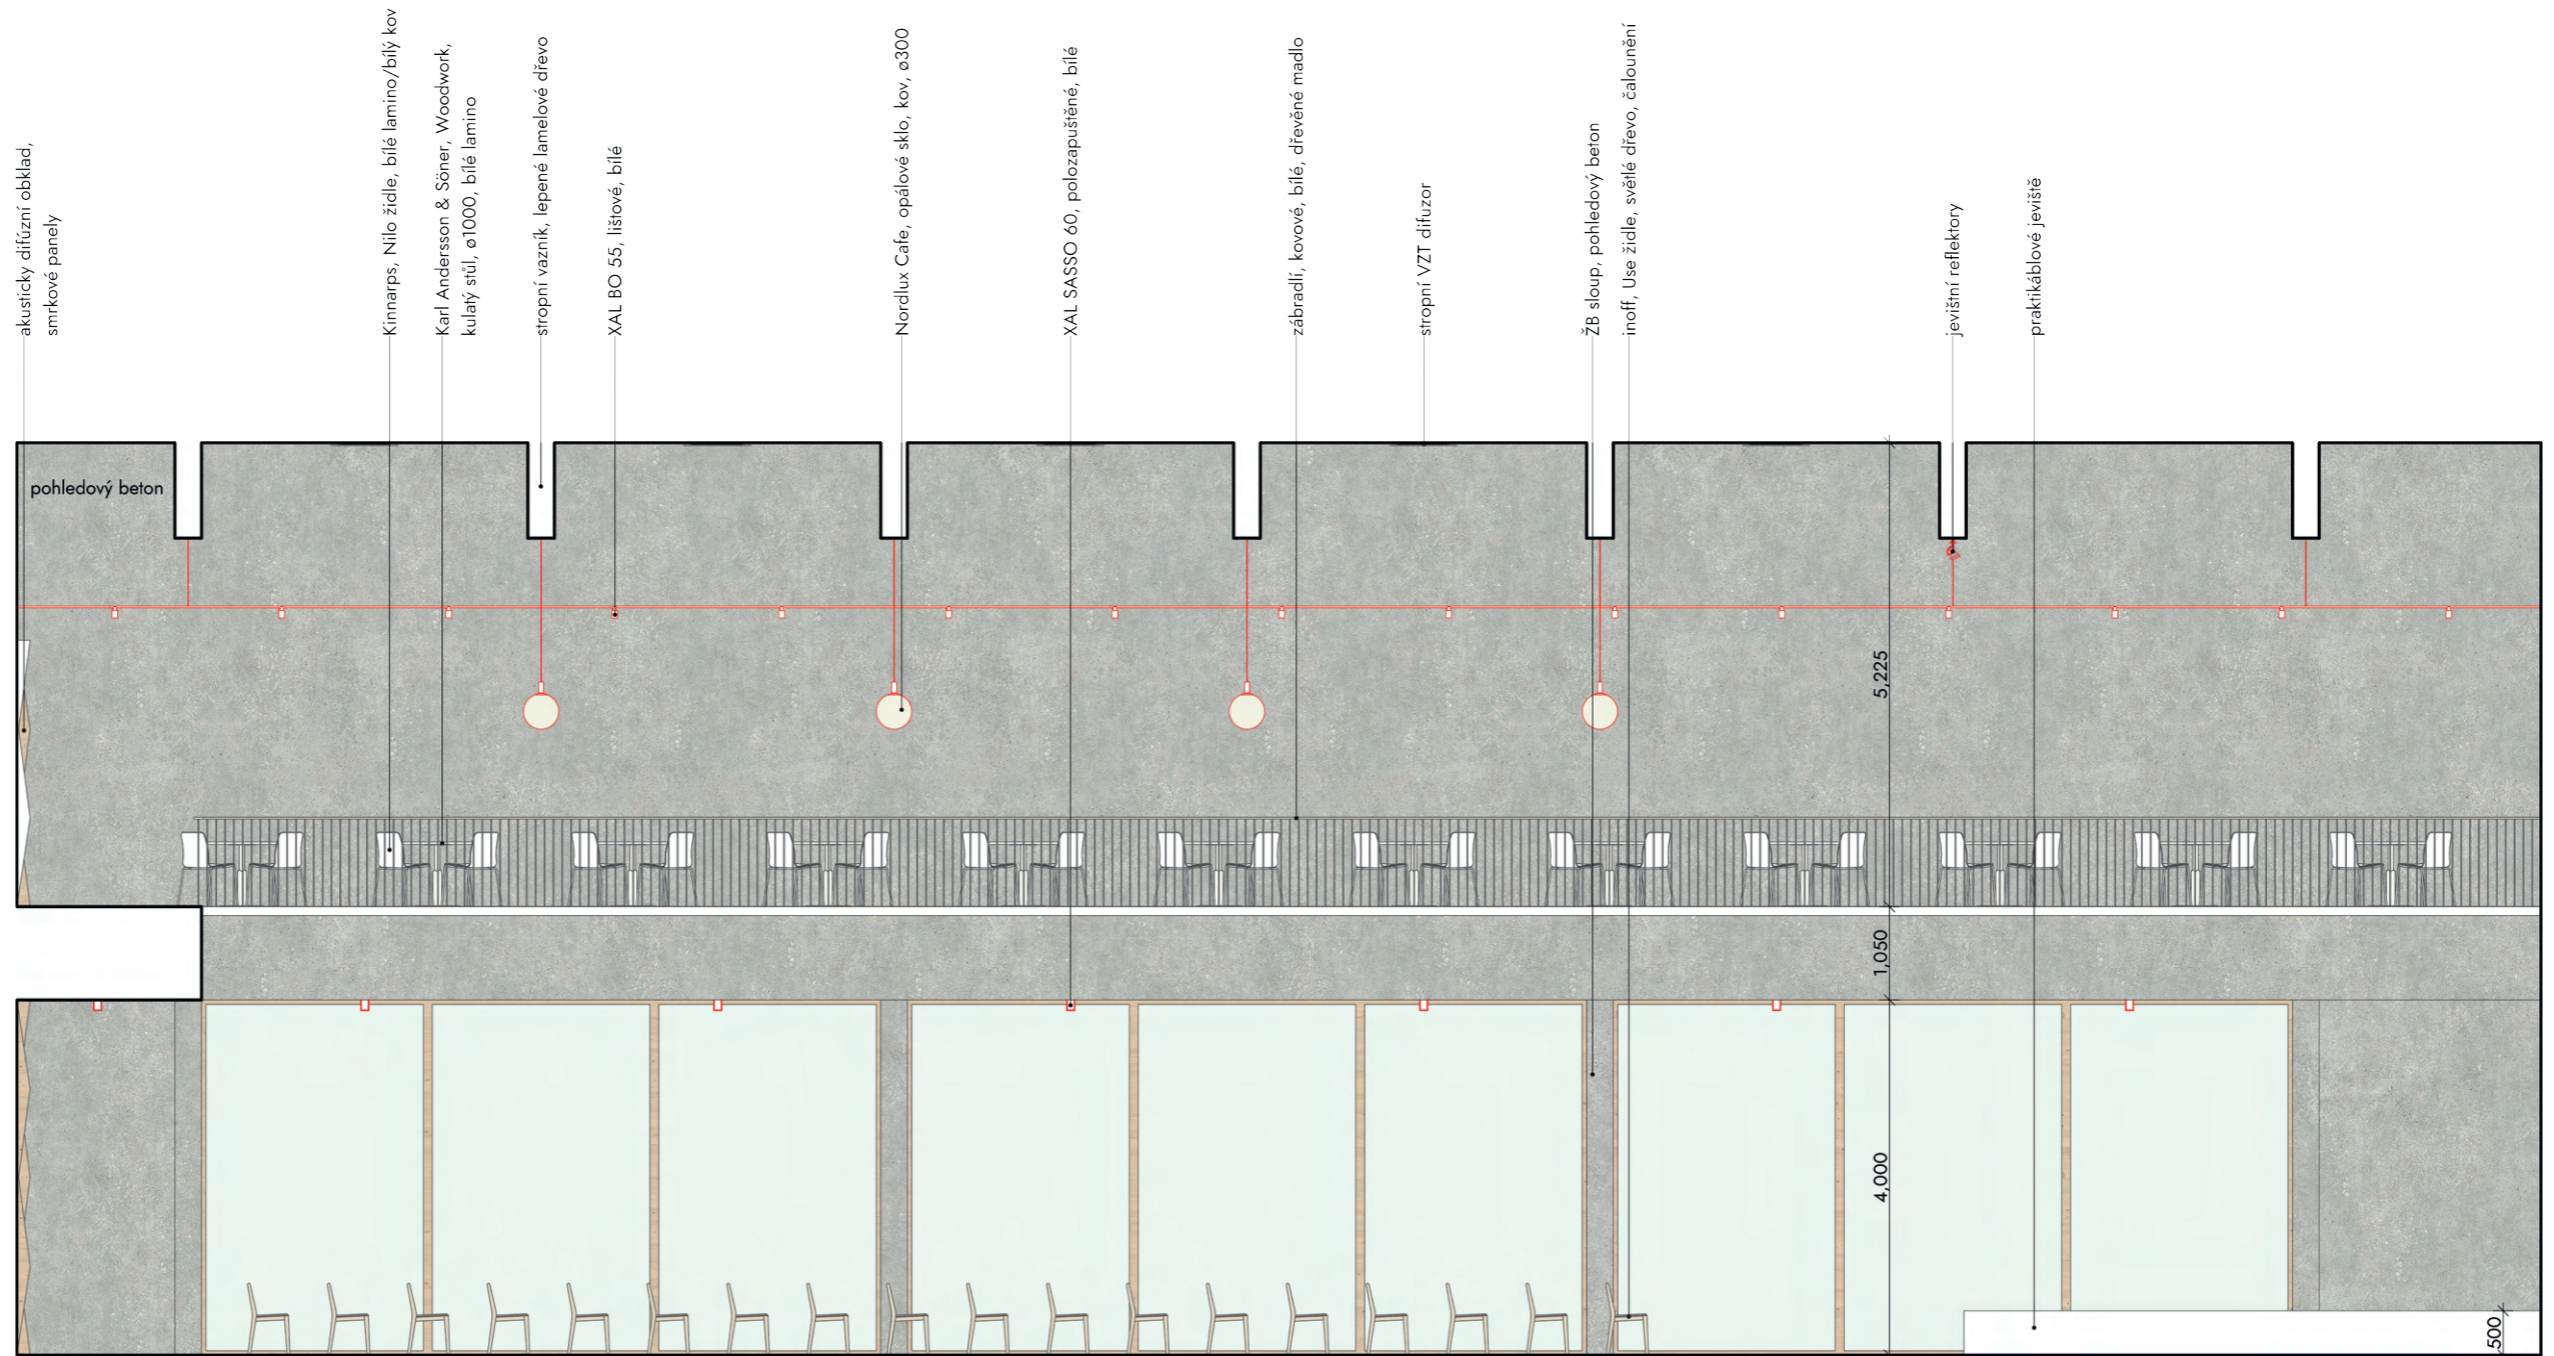 akusticky difúzní obklad,
smrkové panely
Kinnarps, Nilo židle, bílé lamino/bílý kov
Karl Andersson & Söner, Woodwork,
kulatý stůl, ø1000, bílé lamino
stropní vazník, lepené lamelové dřevo
XAL BO 55, lištové, bílé
Nordlux Cafe, opálové sklo, kov, ø300
XAL SASSO 60, polozapuštěné, bílé
zábradlí, kovové, bílé, dřevěné madlo
stropní VZT difuzor
ŽB sloup, pohledový beton
inoff, Use židle, světlé dřevo, čalounění
jevištní reflektory
praktikáblové jeviště
pohledový beton
5,225
1,050
4,000
,500